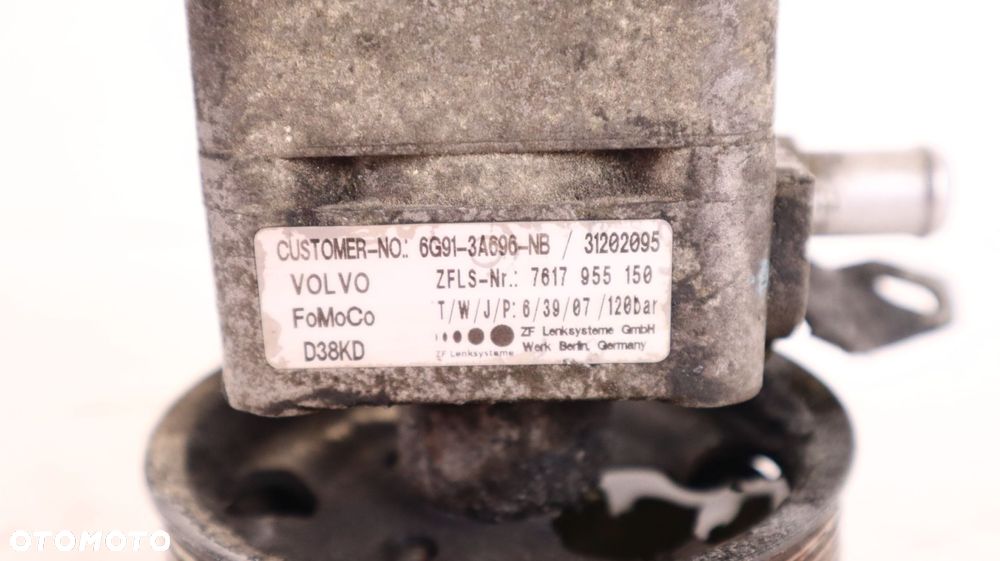 CUSTOMER-NO.: 6G91-3A696-NB / 31202095
VOLVO ZFLS-Nr.: 7617 955 150
FoMoCo T/W/J/P: 6/39/07 /120bar
D38KD ZF Lenksysteme ZF Lenksysteme GmbH
Werk Berlin, Germany
OTOMOTO